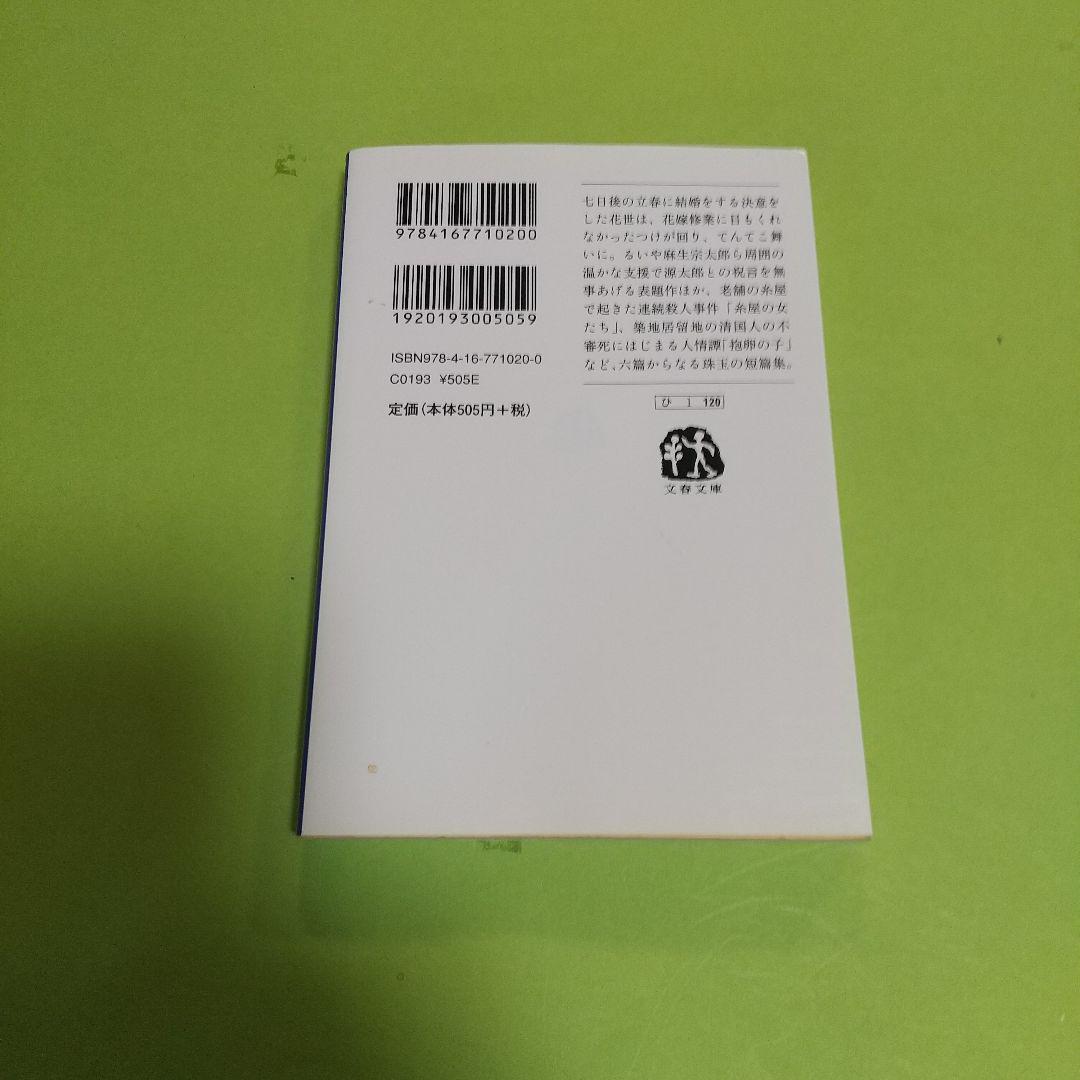 9784167710200
1920193005059
ISBN978-4-16-771020-0
C0193 ¥505E
定価(本体505円+税)
七日後の立春に結婚をする決意を
した花世は、花嫁修業に目もくれ
なかったつけが回り、てんてこ舞
いに。るいや麻生宗太郎ら周囲の
温かな支援で源太郎との祝言を無
事あげる表題作ほか、老舗の糸屋
で起きた連続殺人事件「糸屋の女
たち」、築地居留地の清国人の不
審死にはじまる人情譚「抱卵の子」
など、六篇からなる珠玉の短篇集。
ひ 1 120
文春文庫